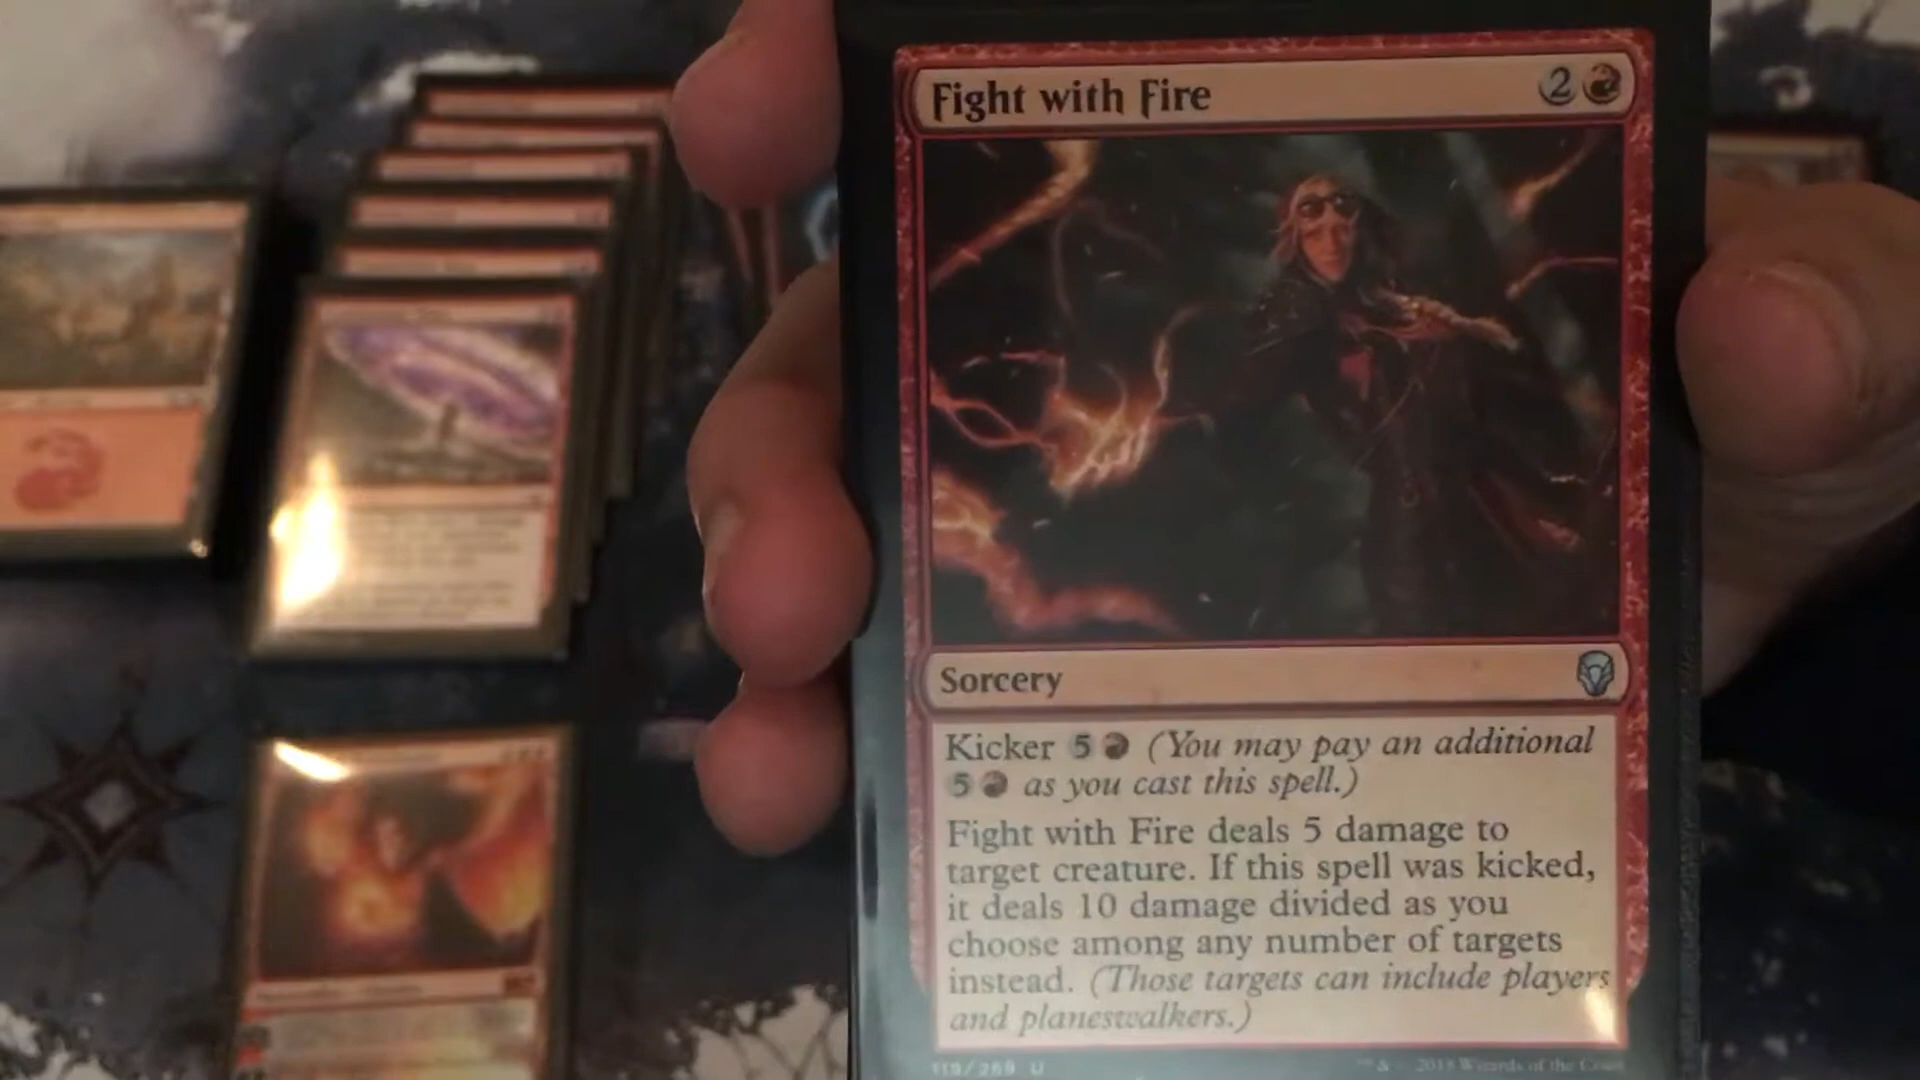 Fight with Fire 2
Sorcery
Kicker 5 (You may pay an additional
5 as you cast this spell.)
Fight with Fire deals 5 damage to
target creature. If this spell was kicked,
it deals 10 damage divided as you
choose among any number of targets
instead. (Those targets can include players
and planeswalkers.)
119/269 U
™ & © 2018 Wizards of the Coast